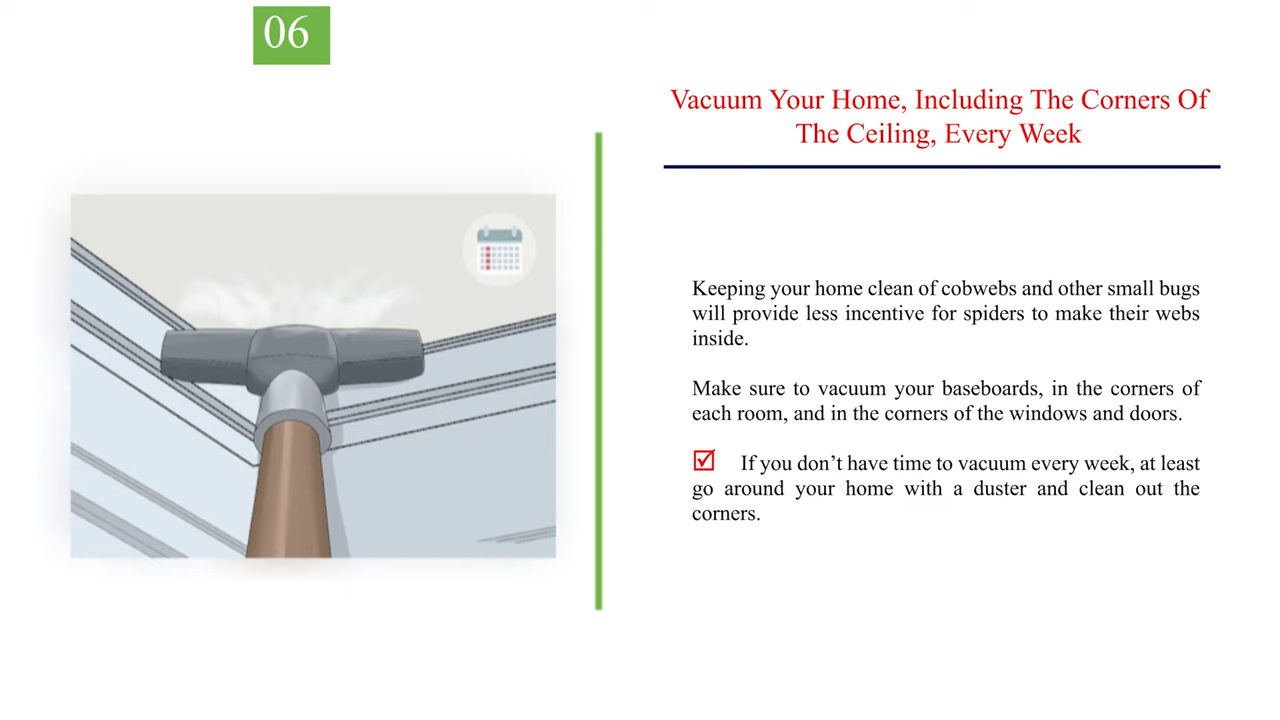 06
Vacuum Your Home, Including The Corners Of
The Ceiling, Every Week
Keeping your home clean of cobwebs and other small bugs
will provide less incentive for spiders to make their webs
inside.
Make sure to vacuum your baseboards, in the corners of
each room, and in the corners of the windows and doors.
If you don’t have time to vacuum every week, at least
go around your home with a duster and clean out the
corners.